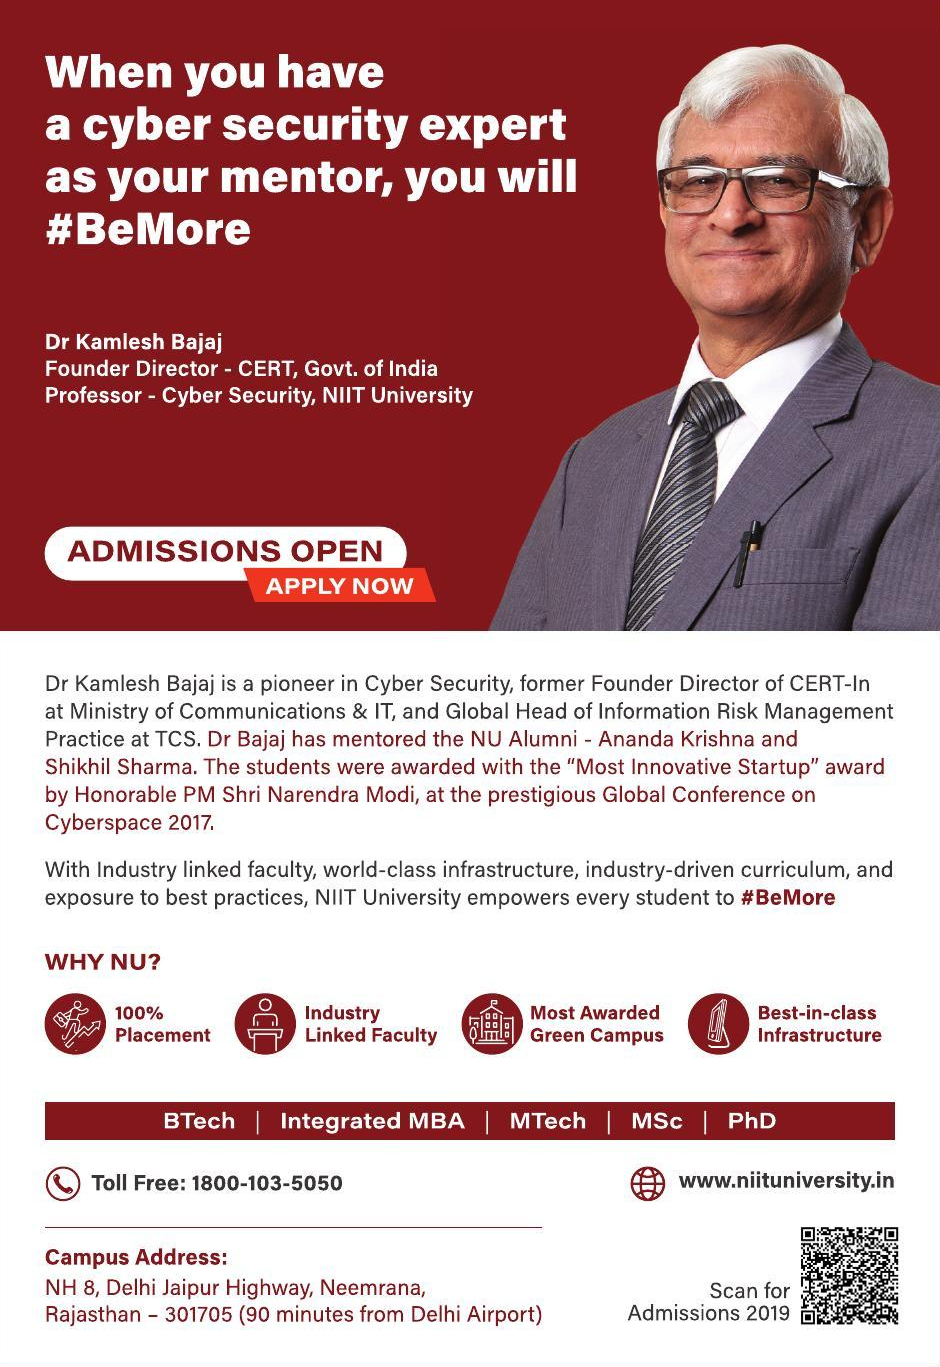 When you have
a cyber security expert
as your mentor, you will
#BeMore
Dr Kamlesh Bajaj
Founder Director - CERT, Govt. of India
Professor - Cyber Security, NIIT University
ADMISSIONS OPEN
APPLY NOW
Dr Kamlesh Bajaj is a pioneer in Cyber Security, former Founder Director of CERT-In
at Ministry of Communications & IT, and Global Head of Information Risk Management
Practice at TCS. Dr Bajaj has mentored the NU Alumni - Ananda Krishna and
Shikhil Sharma. The students were awarded with the “Most Innovative Startup” award
by Honorable PM Shri Narendra Modi, at the prestigious Global Conference on
Cyberspace 2017.
With Industry linked faculty, world-class infrastructure, industry-driven curriculum, and
exposure to best practices, NIIT University empowers every student to #BeMore
WHY NU?
100%
Placement
Industry
Linked Faculty
Most Awarded
Green Campus
Best-in-class
Infrastructure
BTech | Integrated MBA | MTech | MSc | PhD
Toll Free: 1800-103-5050
www.niituniversity.in
Campus Address:
NH 8, Delhi Jaipur Highway, Neemrana,
Rajasthan – 301705 (90 minutes from Delhi Airport)
Scan for
Admissions 2019